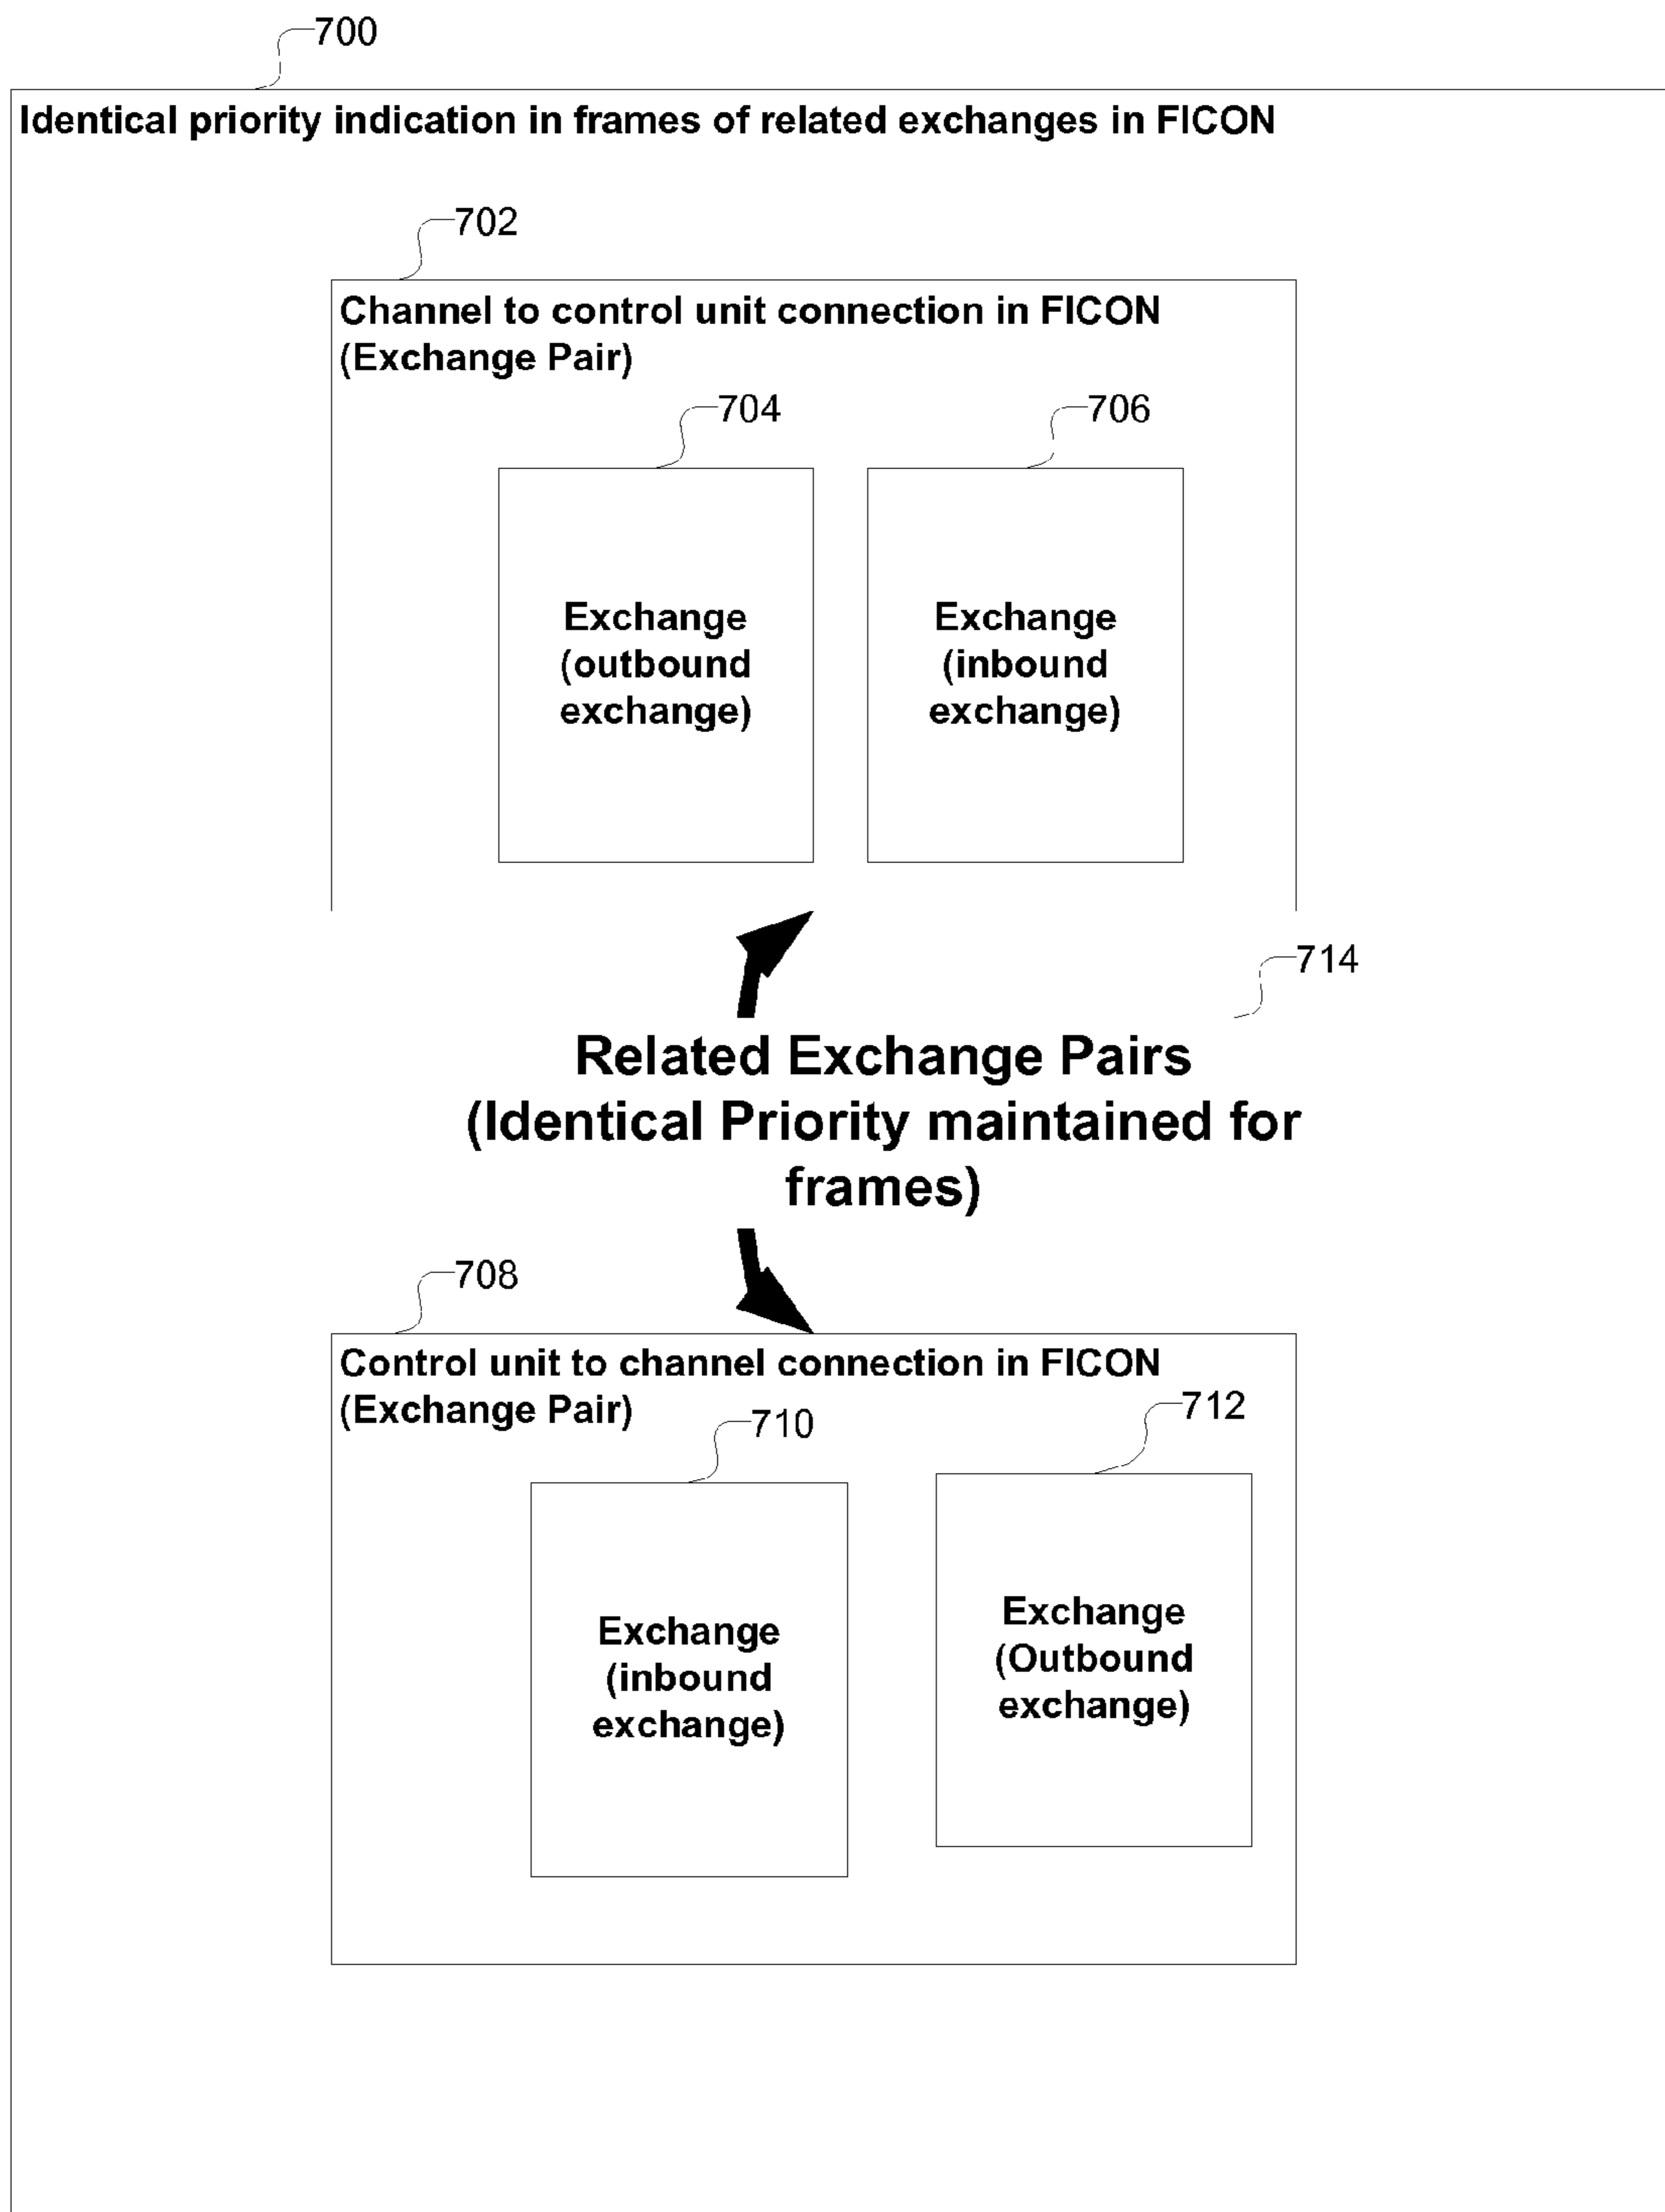 700
Identical priority indication in frames of related exchanges in FICON
702
Channel to control unit connection in FICON
(Exchange Pair)
704
706
Exchange
(outbound
exchange)
Exchange
(inbound
exchange)
714
Related Exchange Pairs
(Identical Priority maintained for
frames)
708
Control unit to channel connection in FICON
(Exchange Pair)
710
712
Exchange
(inbound
exchange)
Exchange
(Outbound
exchange)